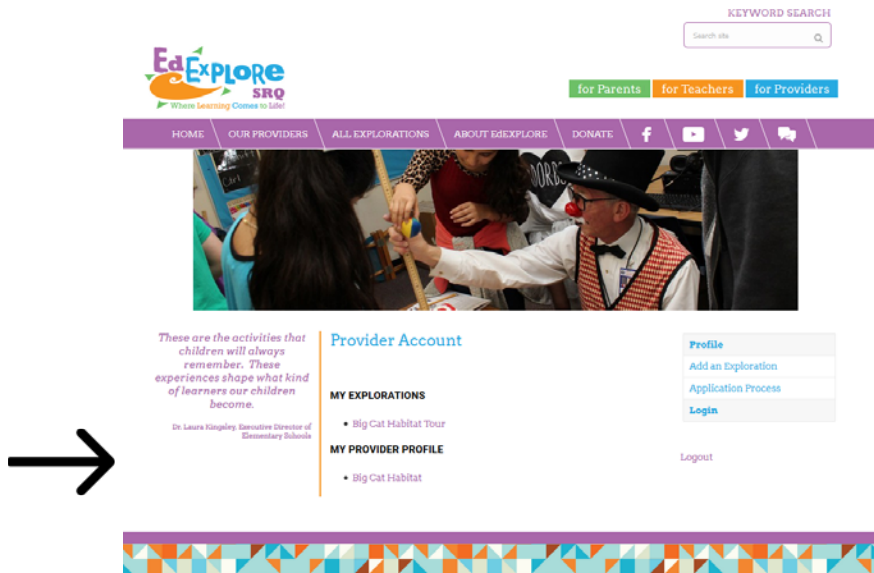 KEYWORD SEARCH
Search site
EdExplore
SRQ
Where Learning Comes to Life!
for Parents for Teachers for Providers
HOME OUR PROVIDERS ALL EXPLORATIONS ABOUT EdEXPLORE DONATE
Ctrl
DORBS
These are the activities that
children will always
remember. These
experiences shape what kind
of learners our children
become.
Dr. Laura Kingsley, Executive Director of
Elementary Schools
Provider Account
MY EXPLORATIONS
Big Cat Habitat Tour
MY PROVIDER PROFILE
Big Cat Habitat
Profile
Add an Exploration
Application Process
Login
Logout